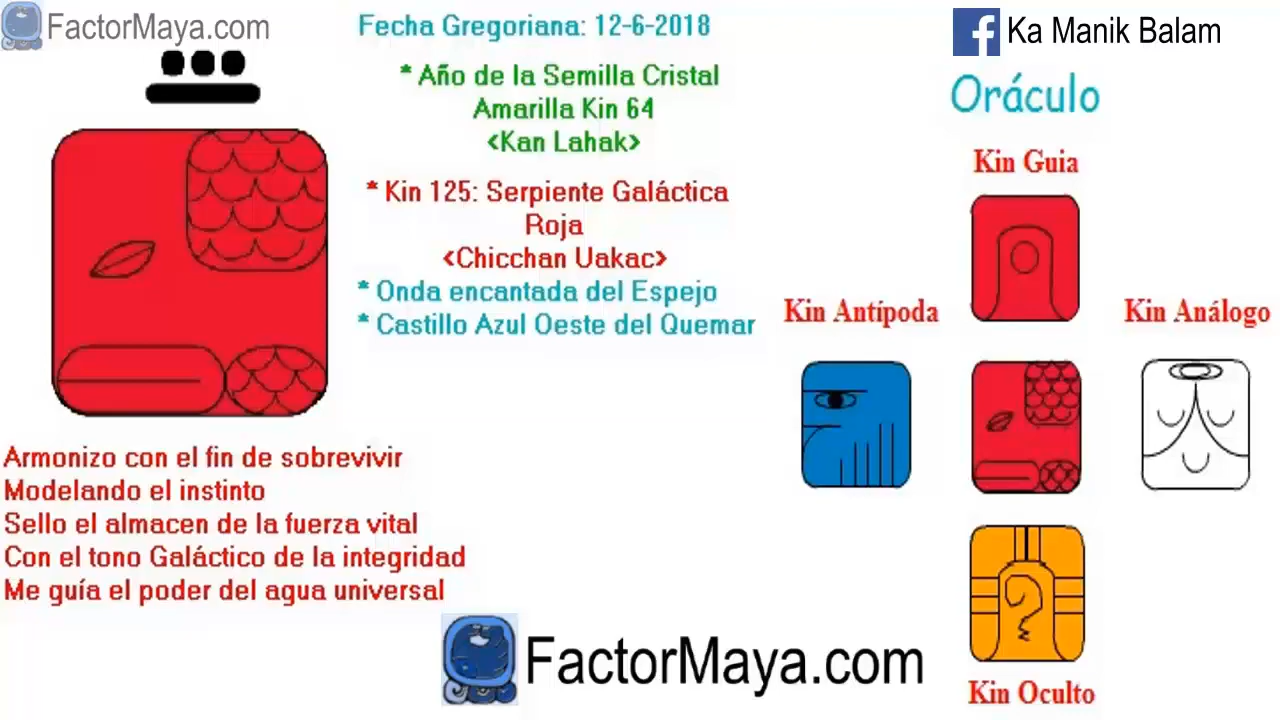 FactorMaya.com
Fecha Gregoriana: 12-6-2018
Ka Manik Balam
* Año de la Semilla Cristal
Amarilla Kin 64
<Kan Lahak>
* Kin 125: Serpiente Galáctica
Roja
<Chicchan Uakac>
* Onda encantada del Espejo
* Castillo Azul Oeste del Quemar
Oráculo
Kin Guia
Kin Antípoda
Kin Análogo
Kin Oculto
Armonizo con el fin de sobrevivir
Modelando el instinto
Sello el almacen de la fuerza vital
Con el tono Galáctico de la integridad
Me guía el poder del agua universal
FactorMaya.com